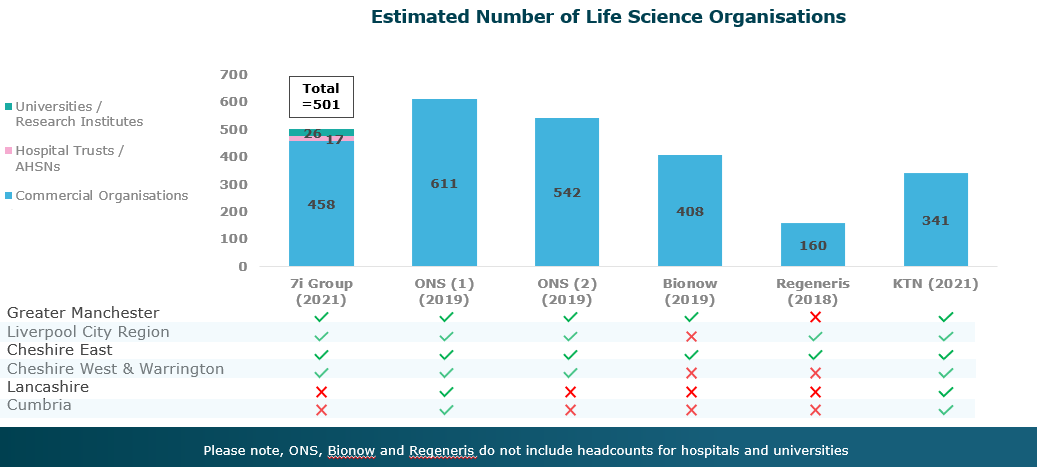 Estimated Number of Life Science Organisations
Universities /
Research Institutes
Hospital Trusts /
AHSNs
Commercial Organisations
700
600
500
400
300
200
100
0
Total
=501
26
17
458
611
542
408
160
341
7i Group
(2021)
ONS (1)
(2019)
ONS (2)
(2019)
Bionow
(2019)
Regeneris
(2018)
KTN (2021)
Greater Manchester
Liverpool City Region
Cheshire East
Cheshire West & Warrington
Lancashire
Cumbria
Please note, ONS, Bionow and Regeneris do not include headcounts for hospitals and universities